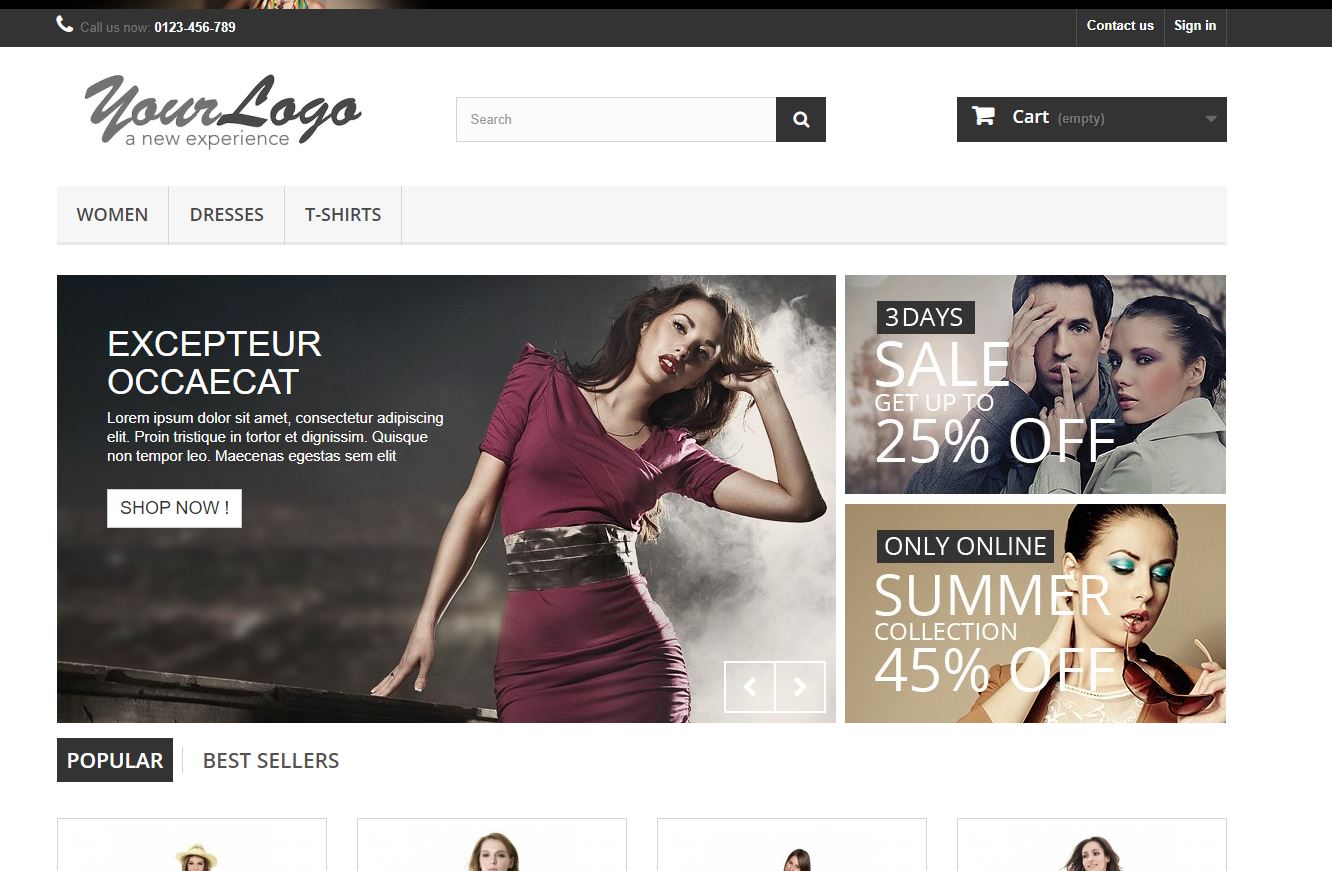 Call us now: 0123-456-789
Contact us
Sign in
YourLogo
a new experience
Search
Cart (empty)
WOMEN
DRESSES
T-SHIRTS
EXCEPTEUR
OCCAECAT
Lorem ipsum dolor sit amet, consectetur adipiscing
elit. Proin tristique in tortor et dignissim. Quisque
non tempor leo. Maecenas egestas sem elit
SHOP NOW !
3DAYS
SALE
GET UP TO
25% OFF
ONLY ONLINE
SUMMER
COLLECTION
45% OFF
POPULAR
BEST SELLERS